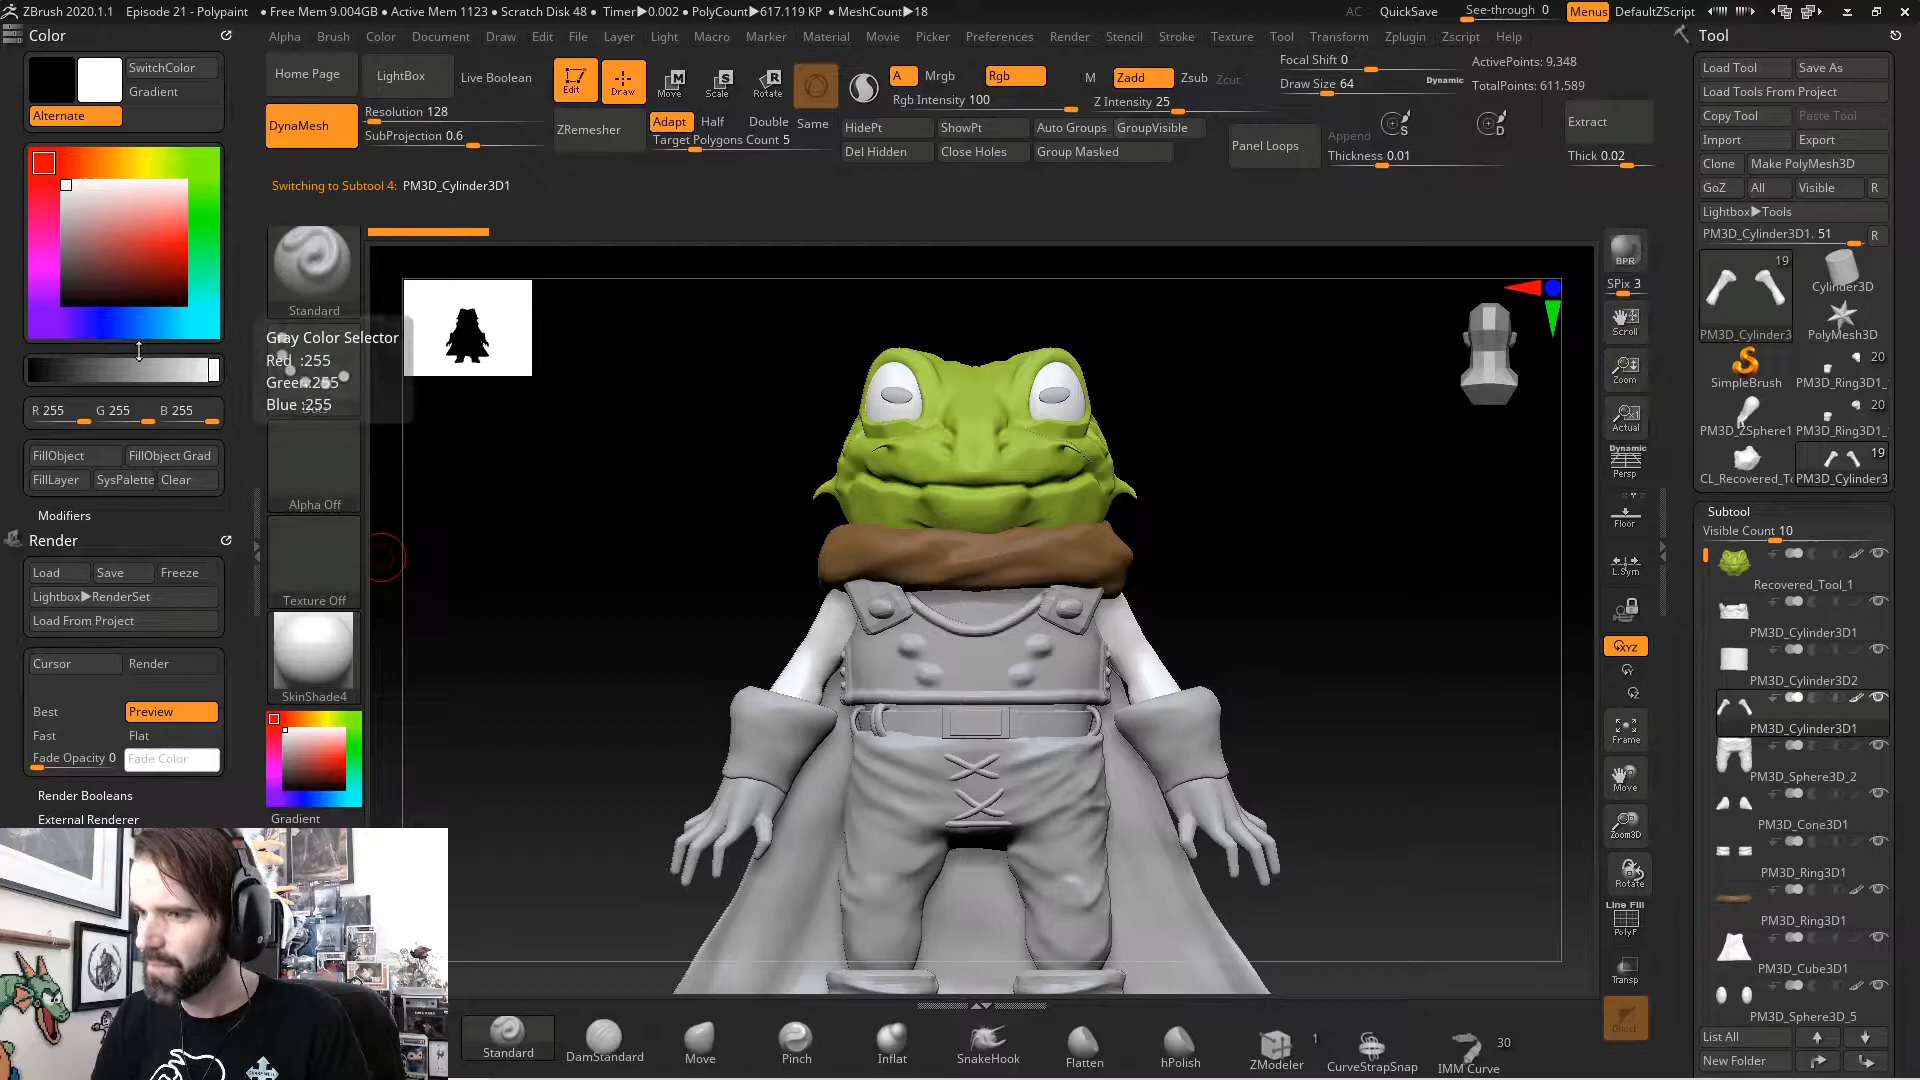 ZBrush 2020.1.1 Episode 21 - Polypaint ● Free Mem 9.004GB ● Active Mem 1123 ● Scratch Disk 48 ● Timer▶0.002 ● PolyCount▶617.119 KP ● MeshCount▶18 AC QuickSave See-through 0 Menus DefaultZScript
Color
Alpha Brush Color Document Draw Edit File Layer Light Macro Marker Material Movie Picker Preferences Render Stencil Stroke Texture Tool Transform Zplugin Zscript Help
Tool
SwitchColor
Gradient
Alternate
Home Page LightBox Live Boolean
Edit Draw Move Scale Rotate
A Mrgb Rgb M Zadd Zsub Zcut
Rgb Intensity 100 Z Intensity 25
Focal Shift 0
Draw Size 64 Dynamic
ActivePoints: 9,348
TotalPoints: 611,589
DynaMesh Resolution 128
SubProjection 0.6
ZRemesher Adapt Half Double Same
Target Polygons Count 5
HidePt ShowPt Auto Groups GroupVisible
Del Hidden Close Holes Group Masked
Panel Loops Append
Thickness 0.01
S
D
Extract
Thick 0.02
Switching to Subtool 4: PM3D_Cylinder3D1
Load Tool Save As
Load Tools From Project
Copy Tool Paste Tool
Import Export
Clone Make PolyMesh3D
GoZ All Visible R
Lightbox▶Tools
PM3D_Cylinder3D1. 51 R
19
Cylinder3D
PM3D_Cylinder3 PolyMesh3D
20
SimpleBrush PM3D_Ring3D1_
20
PM3D_ZSphere1 PM3D_Ring3D1_
19
CL_Recovered_To PM3D_Cylinder3
Subtool
Visible Count 10
Recovered_Tool_1
PM3D_Cylinder3D1
PM3D_Cylinder3D2
PM3D_Cylinder3D1
PM3D_Sphere3D_2
PM3D_Cone3D1
PM3D_Ring3D1
PM3D_Ring3D1
PM3D_Cube3D1
PM3D_Sphere3D_5
List All
New Folder
Standard
Gray Color Selector
Red :255
Green:255
Blue :255
Alpha Off
Texture Off
SkinShade4
Gradient
R 255 G 255 B 255
FillObject FillObject Grad
FillLayer SysPalette Clear
Modifiers
Render
Load Save Freeze
Lightbox▶RenderSet
Load From Project
Cursor Render
Best Preview
Fast Flat
Fade Opacity 0 Fade Color
Render Booleans
External Renderer
BPR
SPix 3
Scroll
Zoom
Actual
Dynamic
Persp
Floor
L.Sym
XYZ
Frame
Move
Zoom3D
Rotate
Line Fill
PolyF
Transp
Ghost
Standard DamStandard Move Pinch Inflat SnakeHook Flatten hPolish ZModeler 1 CurveStrapSnap IMM Curve 30